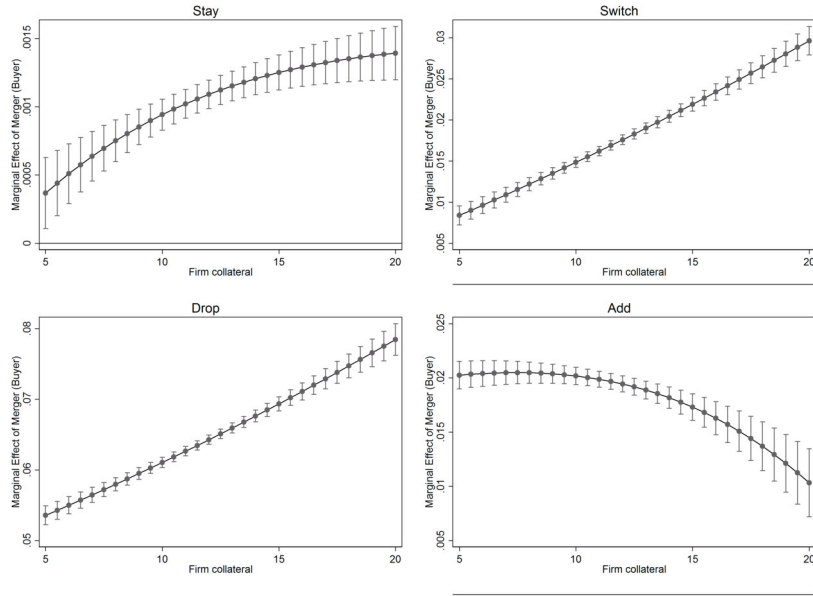 Stay
Marginal Effect of Merger (Buyer)
.0015
.001
.0005
0
5 10 15 20
Firm collateral
Switch
Marginal Effect of Merger (Buyer)
.03
.025
.02
.015
.01
.005
5 10 15 20
Firm collateral
Drop
Marginal Effect of Merger (Buyer)
.08
.07
.06
.05
5 10 15 20
Firm collateral
Add
Marginal Effect of Merger (Buyer)
.025
.02
.015
.01
.005
5 10 15 20
Firm collateral